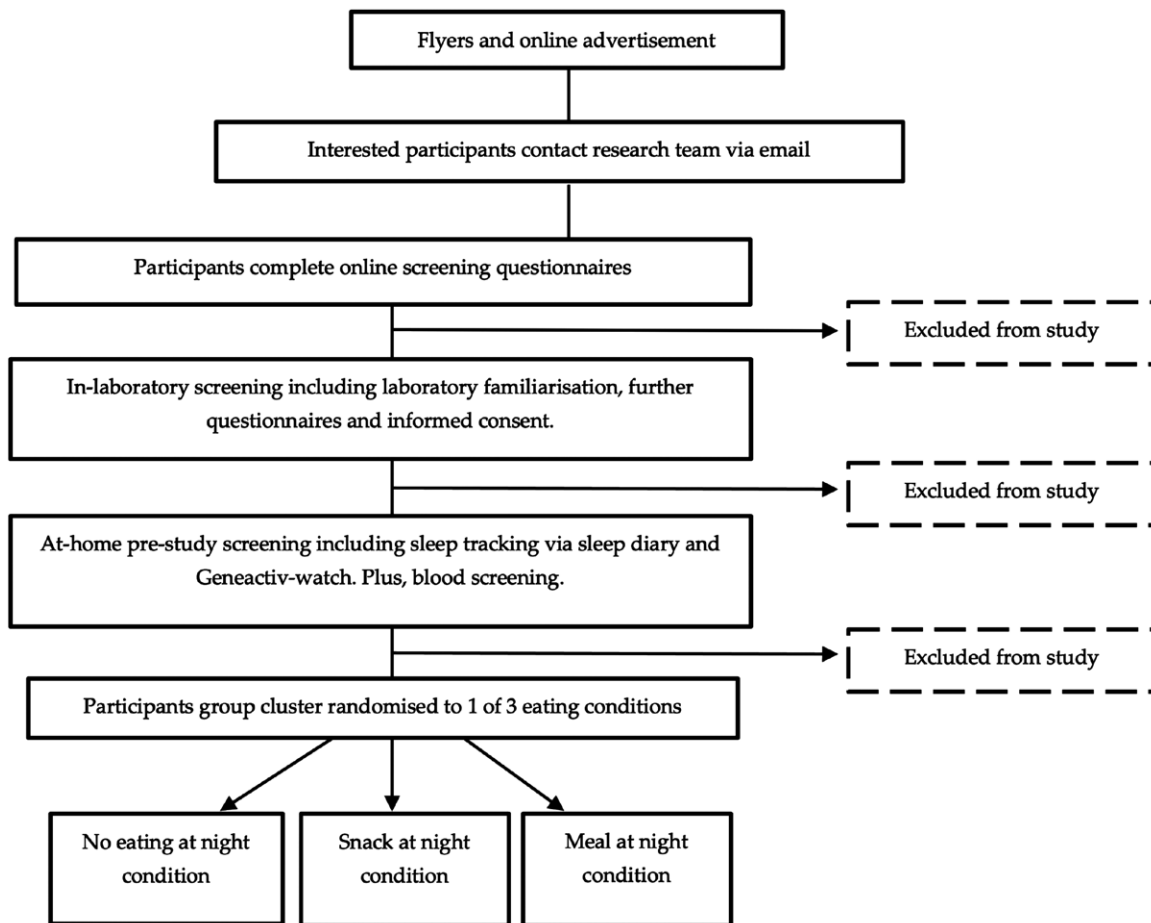 Flyers and online advertisement
Interested participants contact research team via email
Participants complete online screening questionnaires
Excluded from study
In-laboratory screening including laboratory familiarisation, further
questionnaires and informed consent.
Excluded from study
At-home pre-study screening including sleep tracking via sleep diary and
Geneactiv-watch. Plus, blood screening.
Excluded from study
Participants group cluster randomised to 1 of 3 eating conditions
No eating at night
condition
Snack at night
condition
Meal at night
condition